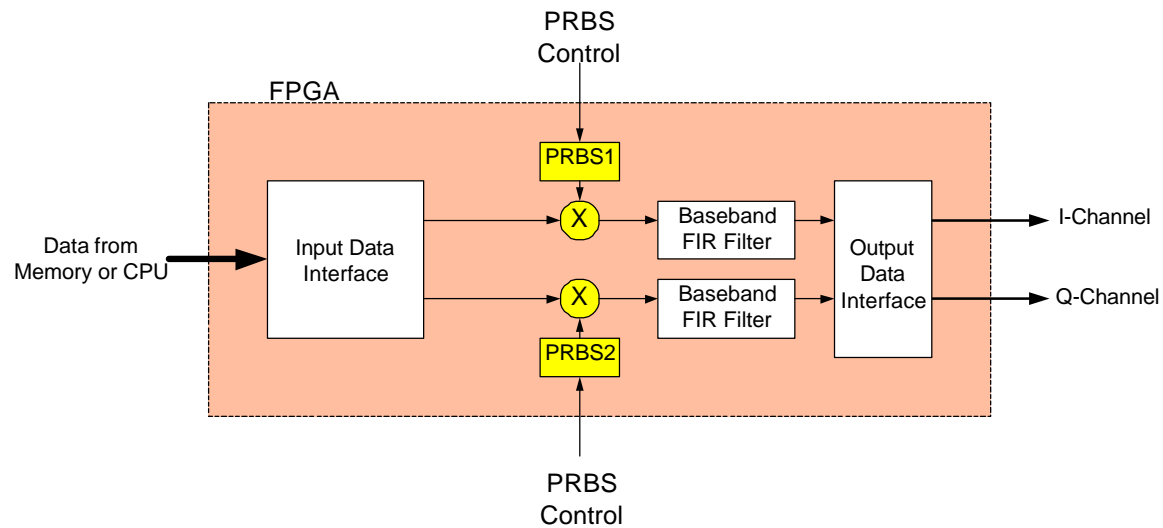 PRBS
Control
FPGA
PRBS1
X
Baseband
FIR Filter
I-Channel
Data from
Memory or CPU
Input Data
Interface
Output
Data
Interface
X
Baseband
FIR Filter
Q-Channel
PRBS2
PRBS
Control